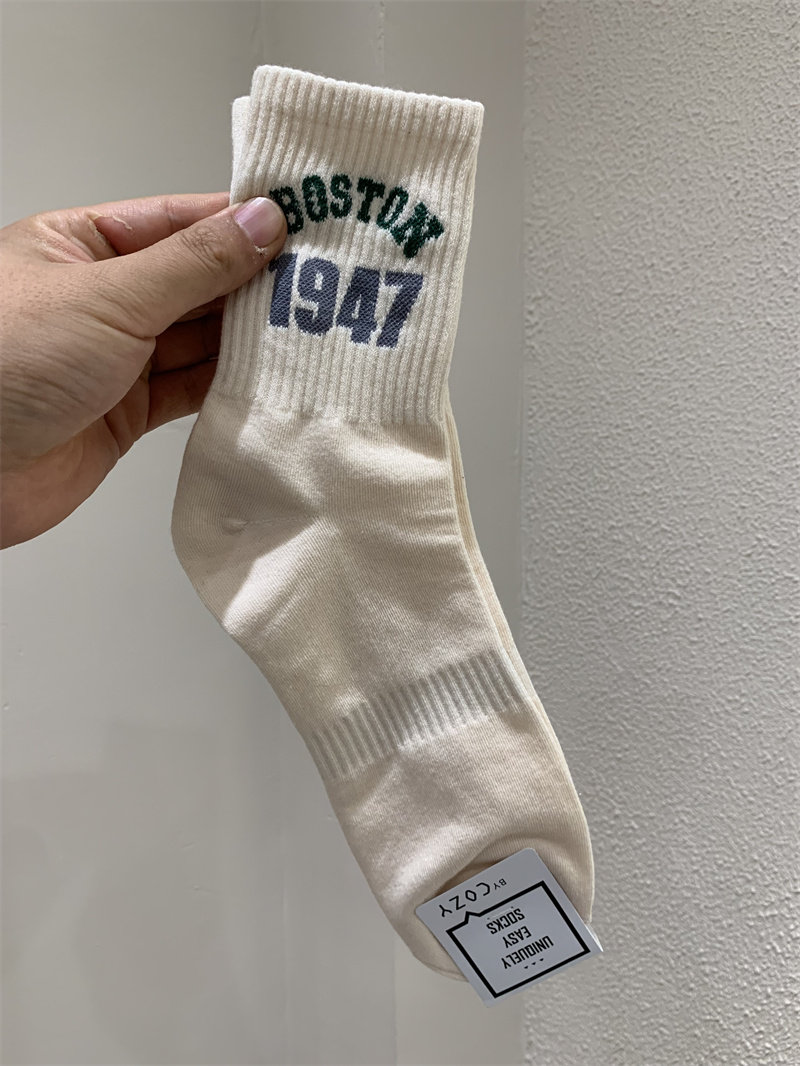 BOSTON
1947
BY COZY
UNIQUELY
EASY
SOCKS